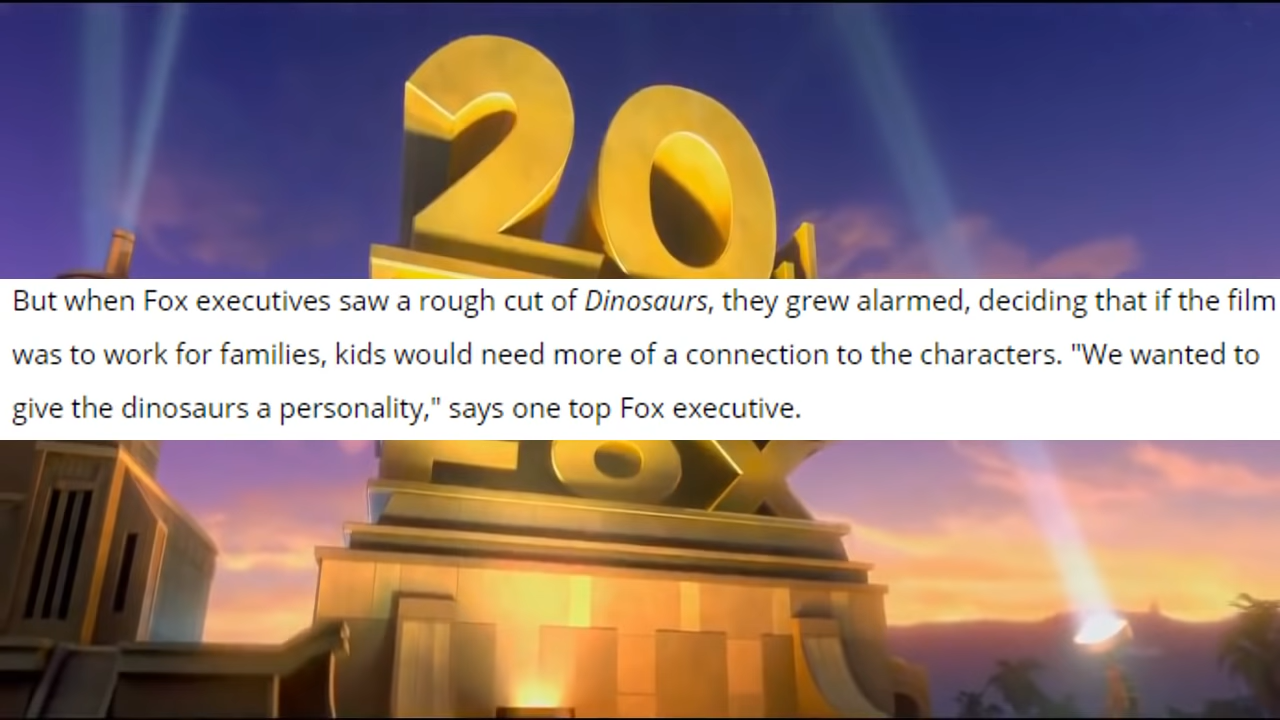 20
But when Fox executives saw a rough cut of Dinosaurs, they grew alarmed, deciding that if the film
was to work for families, kids would need more of a connection to the characters. "We wanted to
give the dinosaurs a personality," says one top Fox executive.
FOX